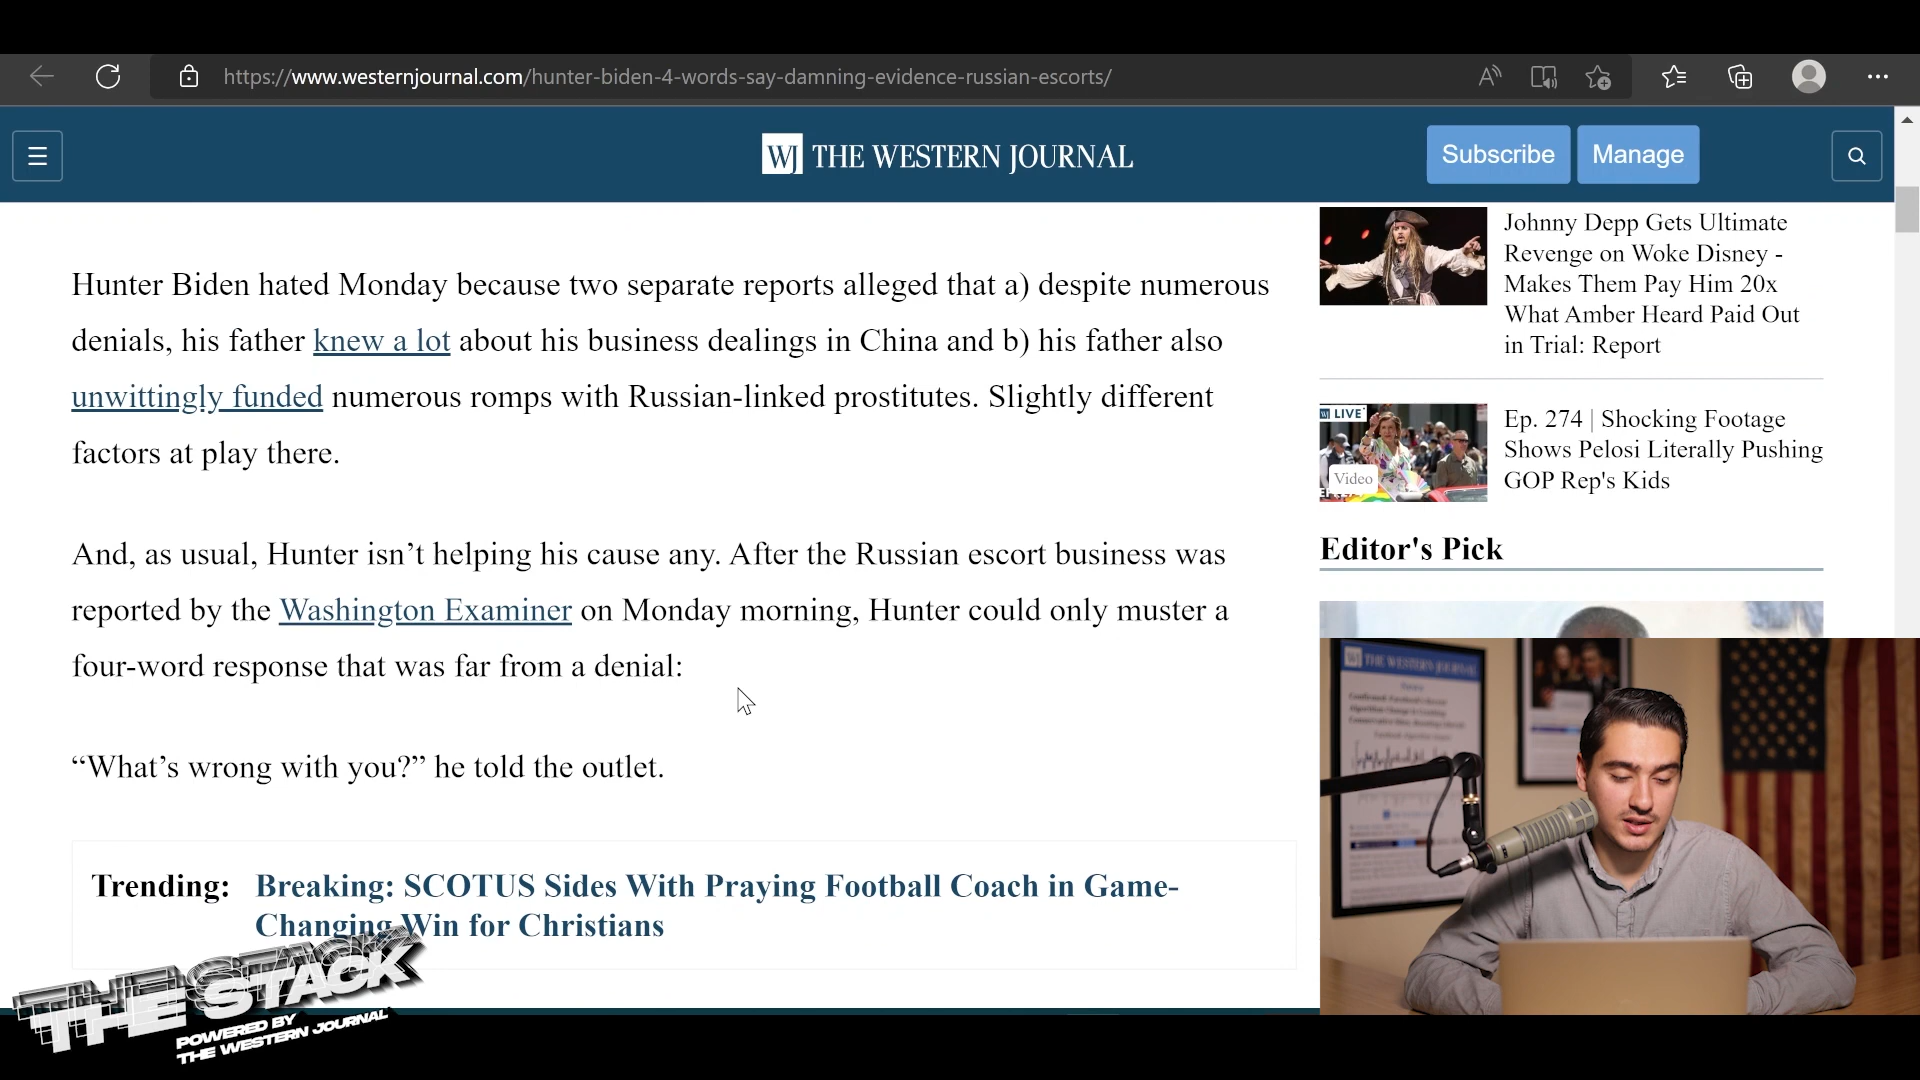 https://www.westernjournal.com/hunter-biden-4-words-say-damning-evidence-russian-escorts/
WJ THE WESTERN JOURNAL
Subscribe
Manage
Hunter Biden hated Monday because two separate reports alleged that a) despite numerous
denials, his father knew a lot about his business dealings in China and b) his father also
unwittingly funded numerous romps with Russian-linked prostitutes. Slightly different
factors at play there.
And, as usual, Hunter isn’t helping his cause any. After the Russian escort business was
reported by the Washington Examiner on Monday morning, Hunter could only muster a
four-word response that was far from a denial:
“What’s wrong with you?” he told the outlet.
Trending: Breaking: SCOTUS Sides With Praying Football Coach in Game-
Changing Win for Christians
Johnny Depp Gets Ultimate
Revenge on Woke Disney -
Makes Them Pay Him 20x
What Amber Heard Paid Out
in Trial: Report
WJ LIVE
Video
Ep. 274 | Shocking Footage
Shows Pelosi Literally Pushing
GOP Rep's Kids
Editor's Pick
THE WESTERN JOURNAL
THE STACK
POWERED BY
THE WESTERN JOURNAL